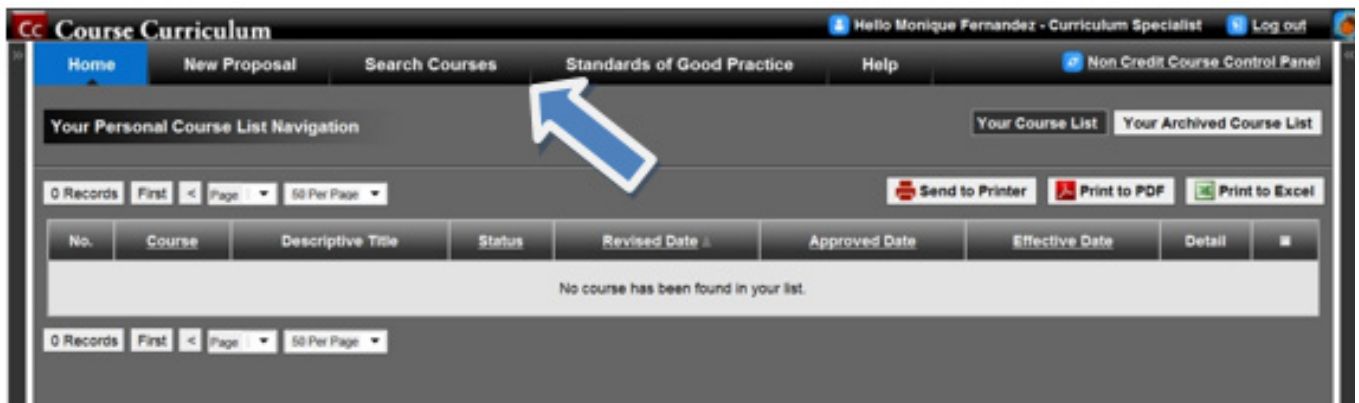 Cc Course Curriculum Hello Monique Fernandez - Curriculum Specialist Log out
Home New Proposal Search Courses Standards of Good Practice Help Non Credit Course Control Panel
Your Personal Course List Navigation Your Course List Your Archived Course List
0 Records First < Page 50 Per Page Send to Printer Print to PDF Print to Excel
No. Course Descriptive Title Status Revised Date Approved Date Effective Date Detail
No course has been found in your list.
0 Records First < Page 50 Per Page